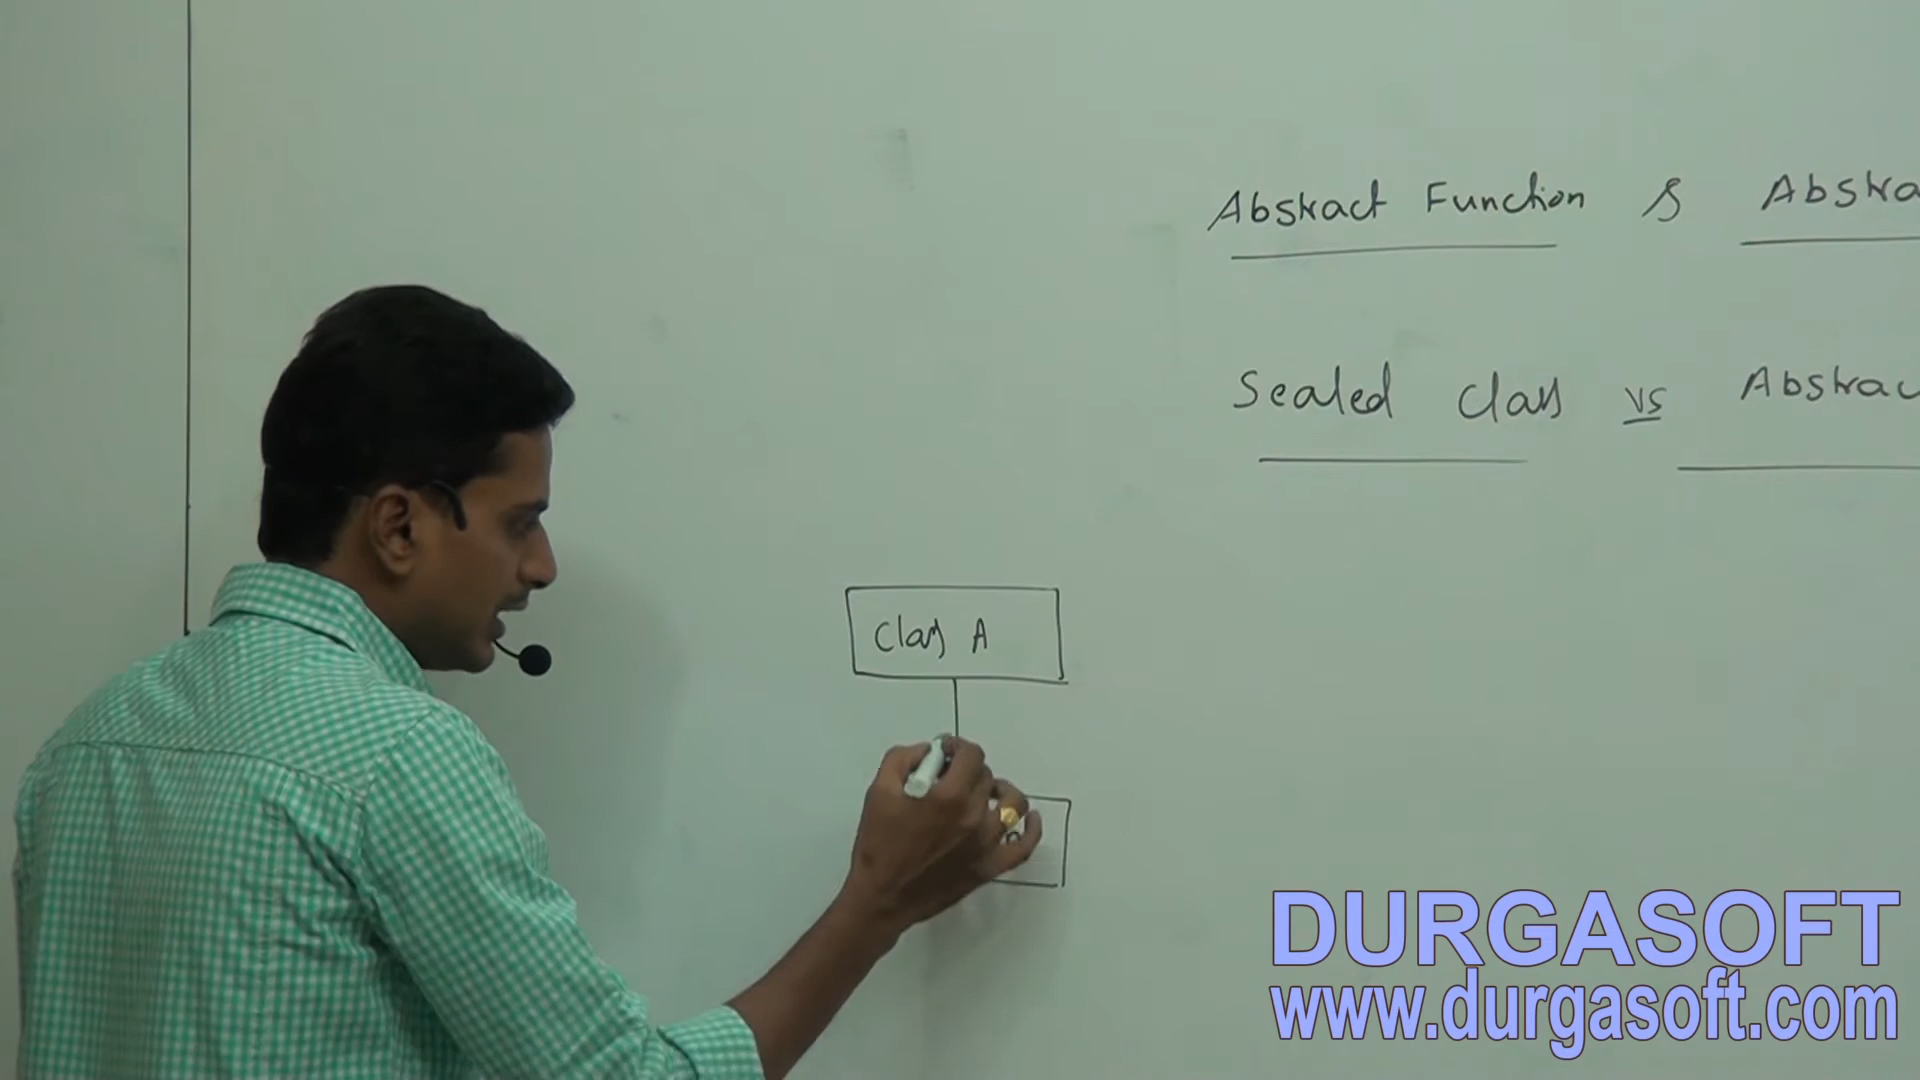 Abstract Function & Abstra
Sealed class vs Abstrac
class A
DURGASOFT
www.durgasoft.com